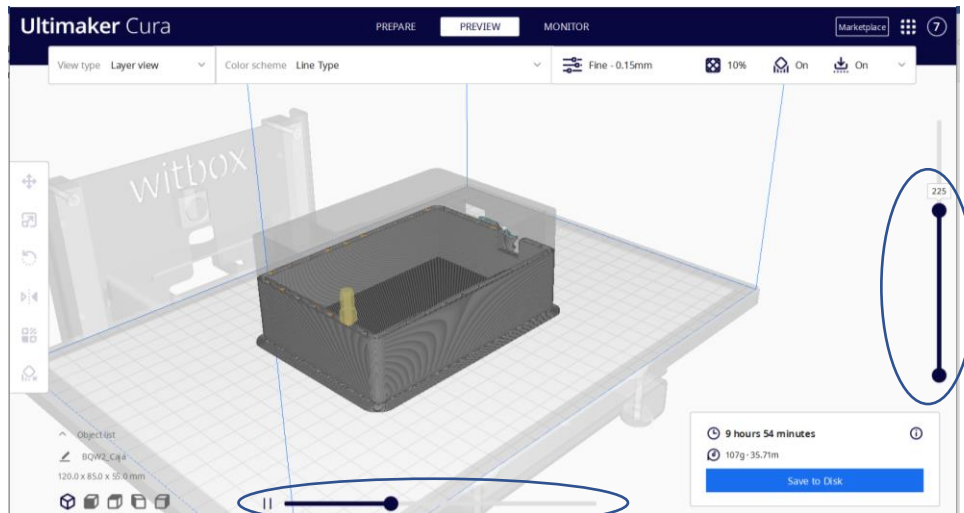 Ultimaker Cura
PREPARE PREVIEW MONITOR
Marketplace 7
View type Layer view Color scheme Line Type Fine - 0.15mm 10% On On
witbox
225
Object list
BQW2_Caja
120.0 x 85.0 x 55.0 mm
9 hours 54 minutes
107g · 35.71m
Save to Disk